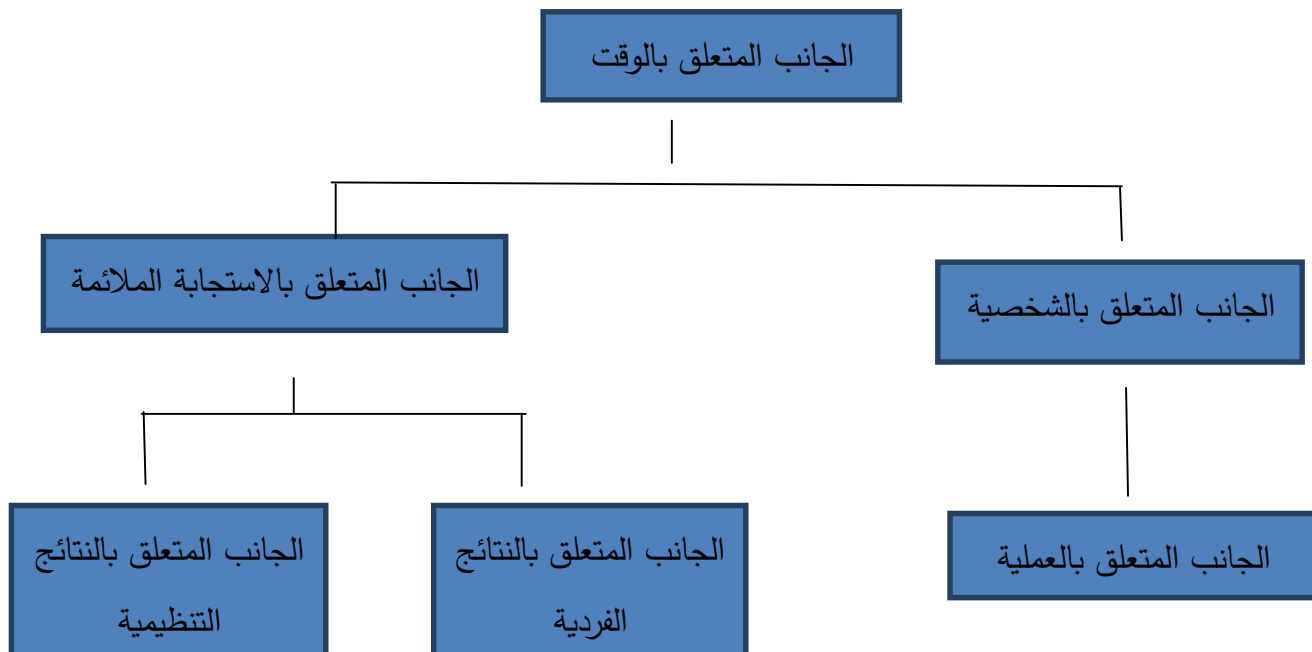 الجانب المتعلق بالوقت
الجانب المتعلق بالشخصية
الجانب المتعلق بالاستجابة الملائمة
الجانب المتعلق بالعملية
الجانب المتعلق بالنتائج
الفردية
الجانب المتعلق بالنتائج
التنظيمية